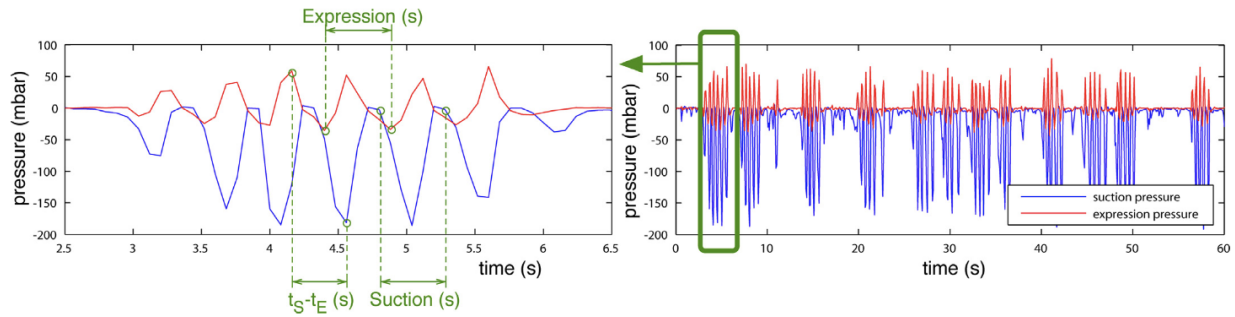 Expression (s)
100
50
0
-50
-100
-150
-200
pressure (mbar)
2.5 3 3.5 4 4.5 5 5.5 6 6.5
time (s)
t_S-t_E (s)
Suction (s)
100
50
0
-50
-100
-150
-200
pressure (mbar)
suction pressure
expression pressure
0 10 20 30 40 50 60
time (s)